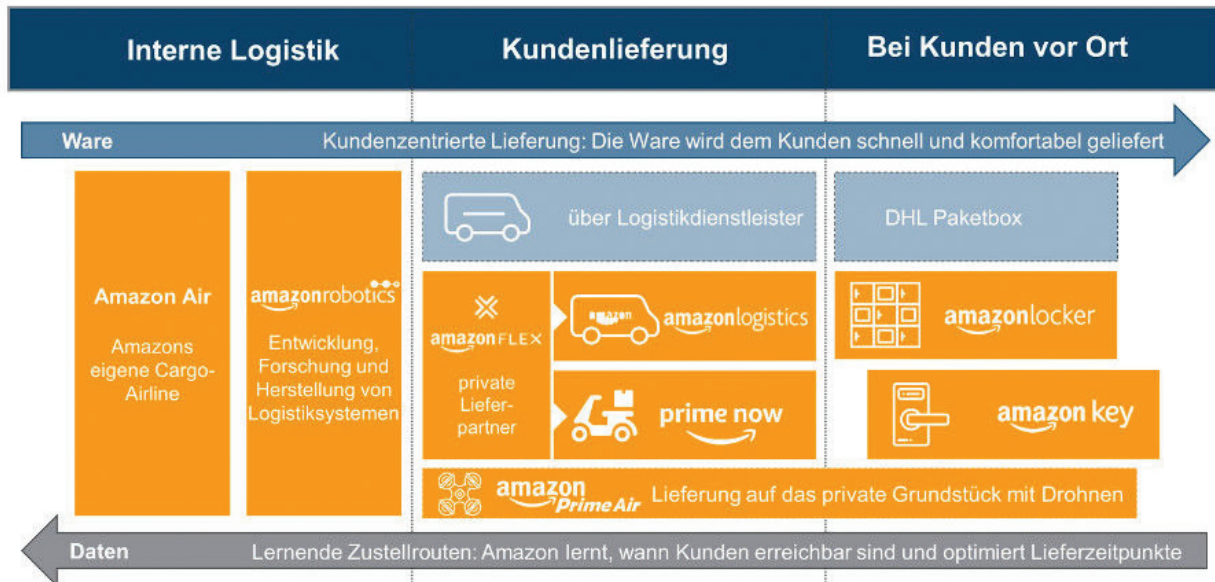 Interne Logistik
Kundenlieferung
Bei Kunden vor Ort
Ware
Kundenzentrierte Lieferung: Die Ware wird dem Kunden schnell und komfortabel geliefert
Amazon Air
Amazons
eigene Cargo-
Airline
amazonrobotics
Entwicklung,
Forschung und
Herstellung von
Logistiksystemen
über Logistikdienstleister
amazonFLEX
private
Liefer-
partner
amazon
amazonlogistics
prime now
DHL Paketbox
amazonlocker
amazon key
amazon
PrimeAir
Lieferung auf das private Grundstück mit Drohnen
Daten
Lernende Zustellrouten: Amazon lernt, wann Kunden erreichbar sind und optimiert Lieferzeitpunkte